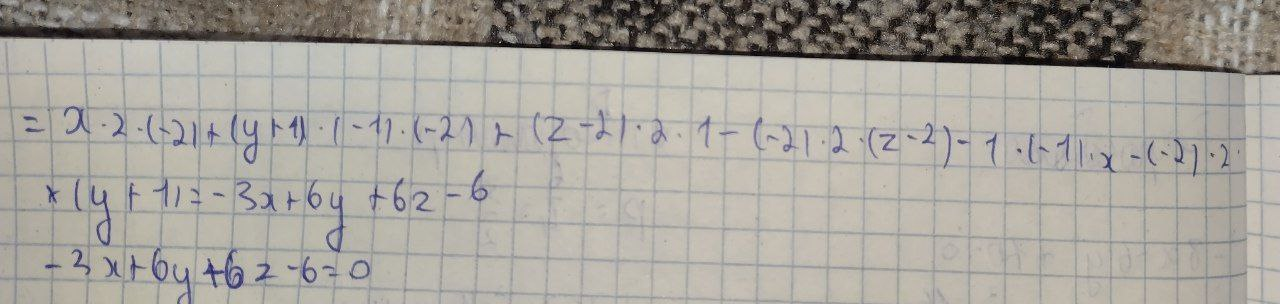 = x · 2 · (-2) + (y + 1) · (-1) · (-2) + (z - 2) · 2 · 1 - (-2) · 2 · (z - 2) - 1 · (-1) · x - (-2) · 2 ·
× (y + 1) = -3x + 6y + 6z - 6
-3x + 6y + 6z - 6 = 0